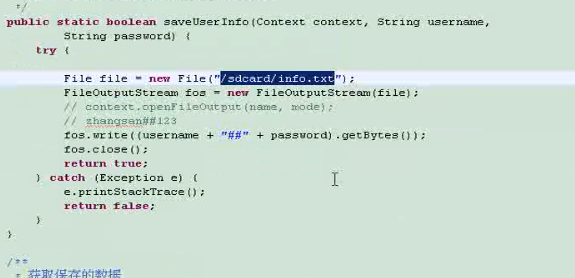 */
public static boolean saveUserInfo(Context context, String username,
String password) {
try {
File file = new File("/sdcard/info.txt");
FileOutputStream fos = new FileOutputStream(file);
// context.openFileOutput(name, mode);
// zhangsan##123
fos.write((username + "##" + password).getBytes());
fos.close();
return true;
} catch (Exception e) {
e.printStackTrace();
return false;
}
}
/**
* 获取保存的数据